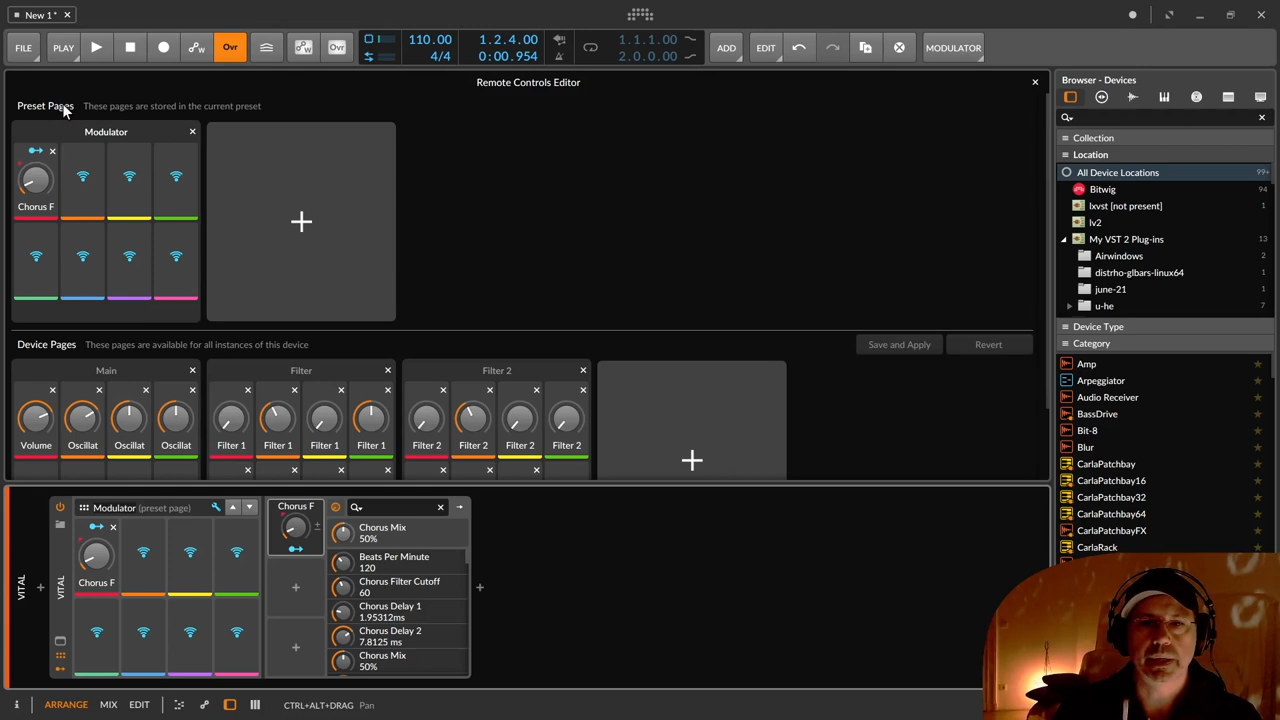 New 1*
FILE PLAY Ovr Ovr 110.00 4/4 1.2.4.00 0:00.954 1.1.1.00 2.0.0.00 ADD EDIT MODULATOR
Remote Controls Editor
Preset Pages These pages are stored in the current preset
Modulator
Chorus F
Device Pages These pages are available for all instances of this device Save and Apply Revert
Main Filter Filter 2
Volume Oscillat Oscillat Oscillat Filter 1 Filter 1 Filter 1 Filter 1 Filter 2 Filter 2 Filter 2 Filter 2
VITAL
VITAL
Modulator (preset page)
Chorus F
Chorus F
Chorus Mix
50%
Beats Per Minute
120
Chorus Filter Cutoff
60
Chorus Delay 1
1.95312ms
Chorus Delay 2
7.8125 ms
Chorus Mix
50%
Browser - Devices
Collection
Location
All Device Locations 99+
Bitwig 94
lxvst [not present] 1
lv2
My VST 2 Plug-ins 13
Airwindows 2
distrho-glbars-linux64 1
june-21 1
u-he 7
Device Type
Category
Amp
Arpeggiator
Audio Receiver
BassDrive
Bit-8
Blur
CarlaPatchbay
CarlaPatchbay16
CarlaPatchbay32
CarlaPatchbay64
CarlaPatchbayFX
CarlaRack
i ARRANGE MIX EDIT CTRL+ALT+DRAG Pan